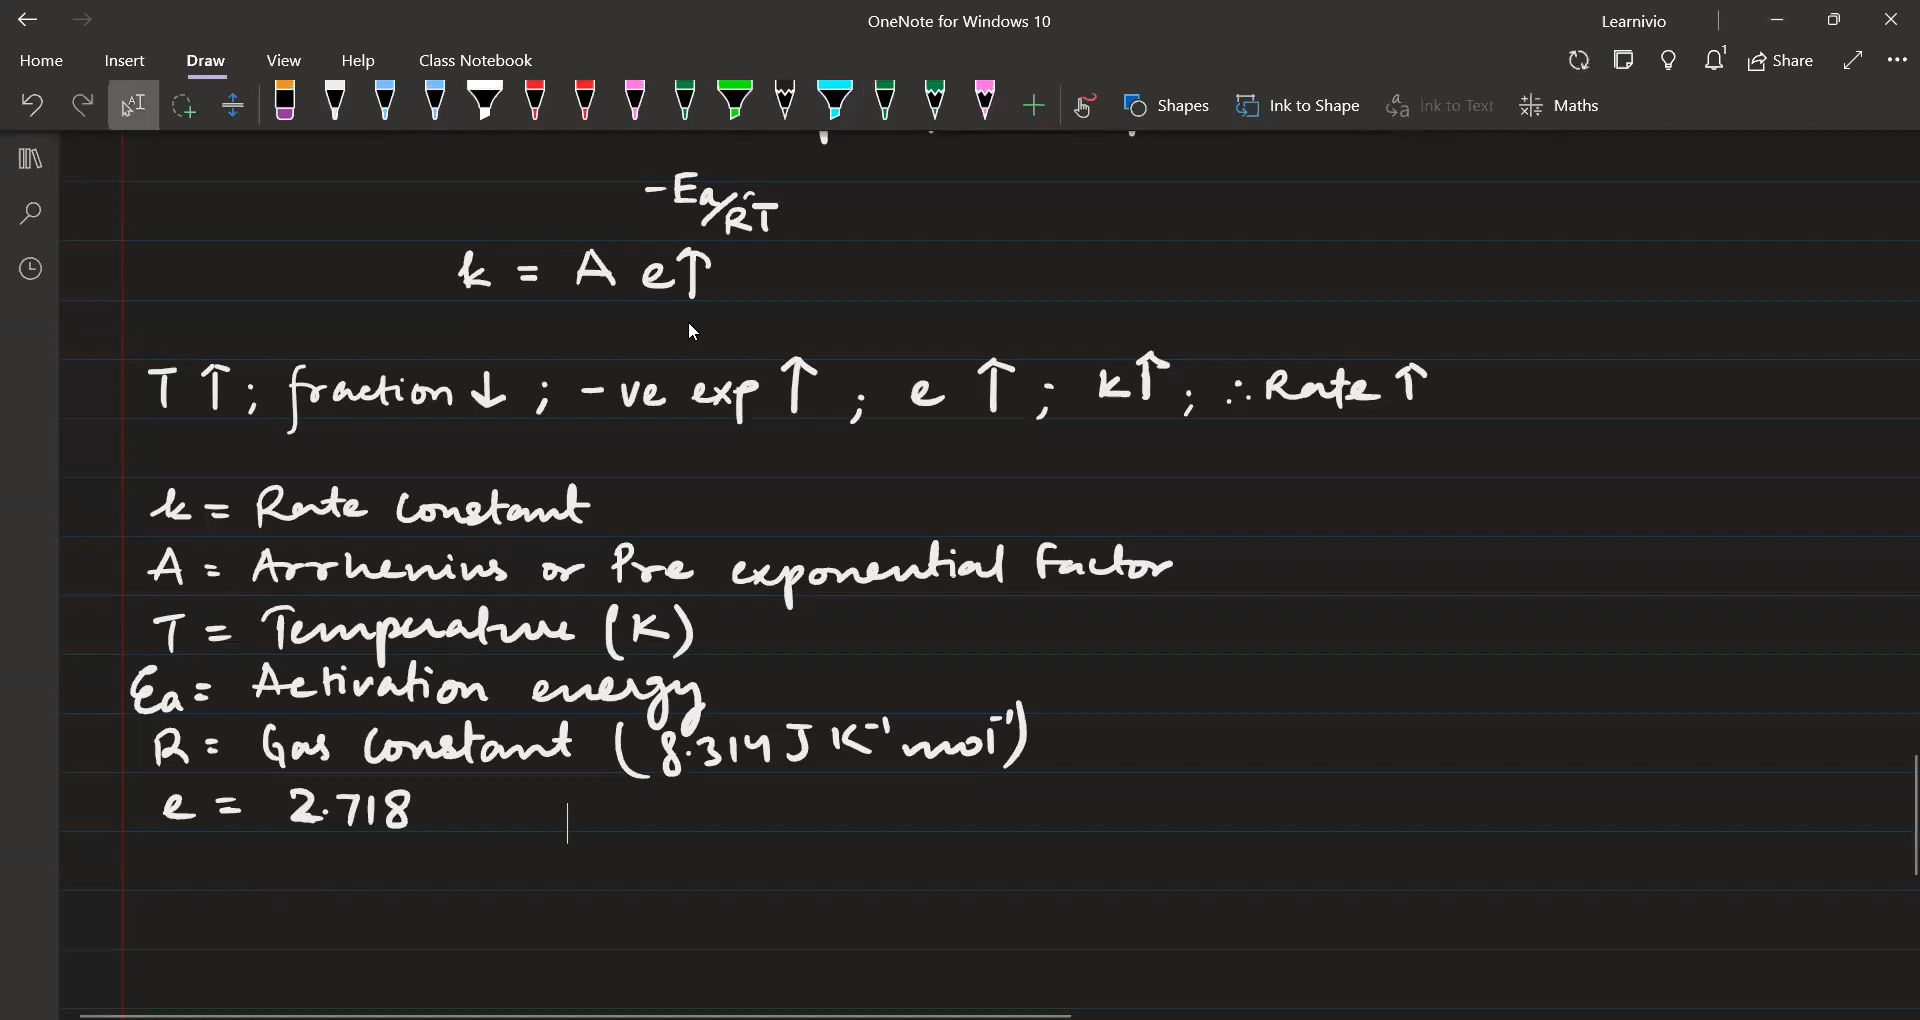 OneNote for Windows 10
Learnivio
Home Insert Draw View Help Class Notebook
1 Share
Shapes Ink to Shape Ink to Text Maths
-Ea/RT
k = A e↑
T ↑; fraction ↓ ; -ve exp ↑ ; e ↑ ; k↑ ; ∴ Rate ↑
k = Rate Constant
A = Arrhenius or Pre exponential factor
T = Temperature (K)
Ea = Activation energy
R = Gas Constant (8.314 J K⁻¹ mol⁻¹)
e = 2.718